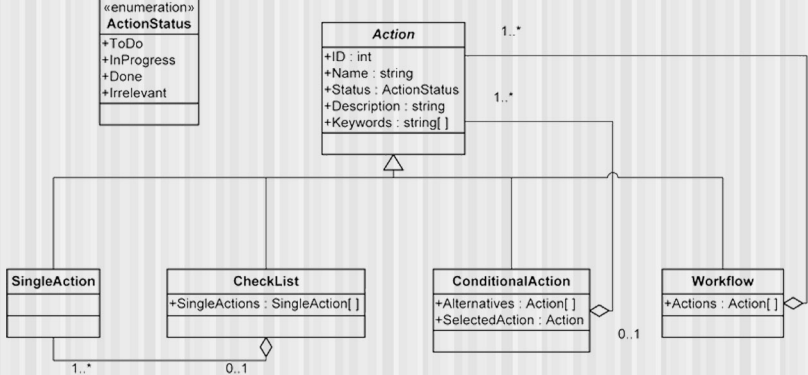 «enumeration»
ActionStatus
+ToDo
+InProgress
+Done
+Irrelevant
Action
+ID : int
+Name : string
+Status : ActionStatus
+Description : string
+Keywords : string[ ]
1..*
1..*
SingleAction
CheckList
+SingleActions : SingleAction[ ]
ConditionalAction
+Alternatives : Action[ ]
+SelectedAction : Action
Workflow
+Actions : Action[ ]
0..1
1..*
0..1